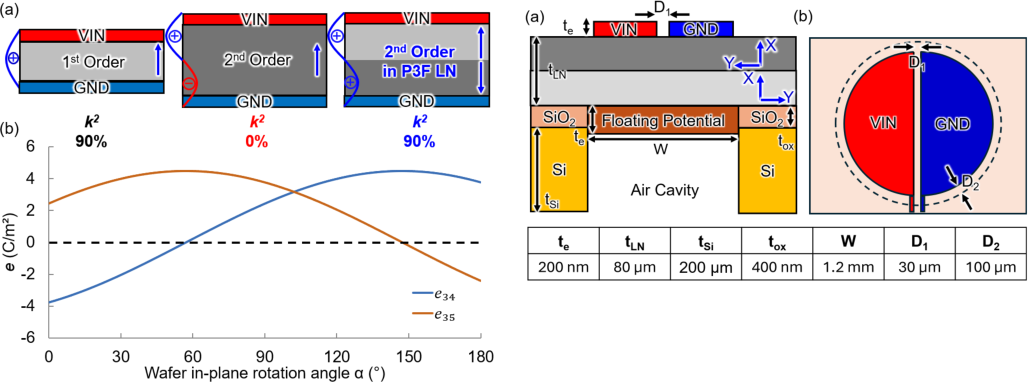 (a)
VIN
1st Order
GND
k²
90%
VIN
2nd Order
GND
k²
0%
VIN
2nd Order
in P3F LN
GND
k²
90%
(b)
e (C/m²)
6
4
2
0
-2
-4
-6
0 30 60 90 120 150 180
e34
e35
Wafer in-plane rotation angle α (°)
(a)
D1
te
VIN
GND
tLN
X
Y
X
Y
SiO2
Floating Potential
SiO2
te
tox
W
Si
Si
tSi
Air Cavity
(b)
D1
VIN
GND
D2
te tLN tSi tox W D1 D2
200 nm 80 μm 200 μm 400 nm 1.2 mm 30 μm 100 μm